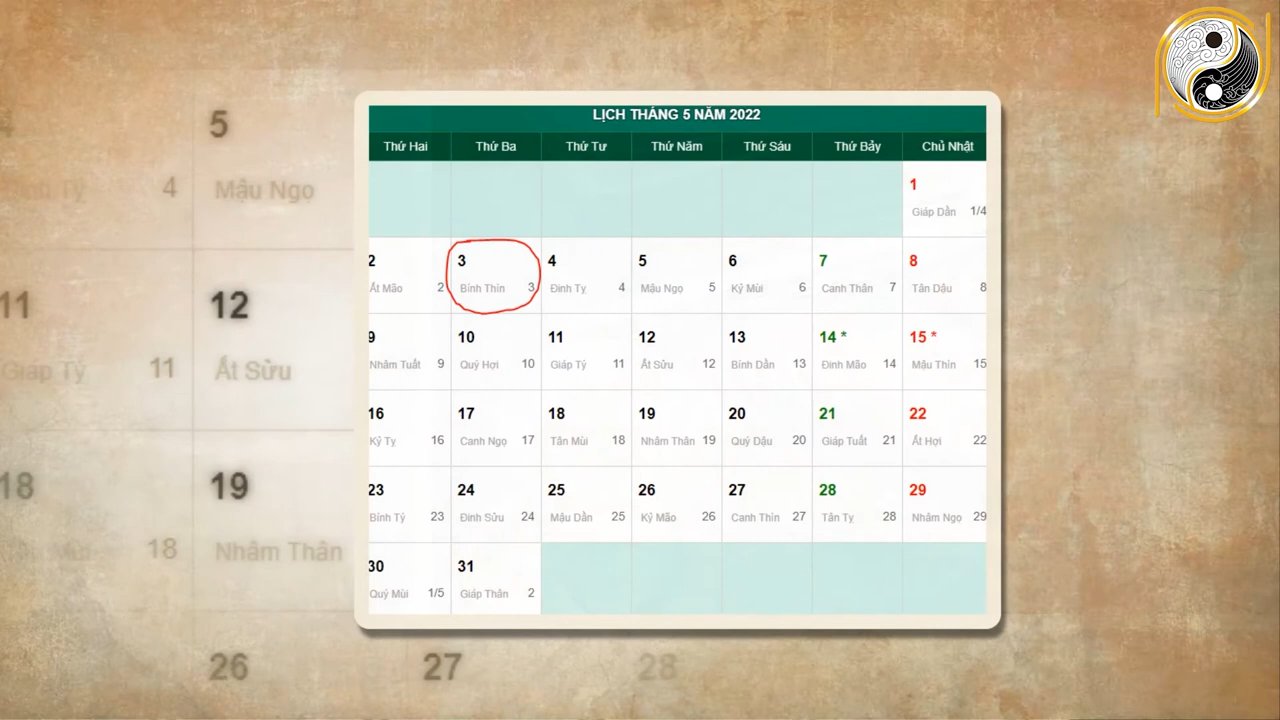 LỊCH THÁNG 5 NĂM 2022
Thứ Hai Thứ Ba Thứ Tư Thứ Năm Thứ Sáu Thứ Bảy Chủ Nhật
1
Giáp Dần 1/4
2 3 4 5 6 7 8
Ất Mão 2 Bính Thìn 3 Đinh Tỵ 4 Mậu Ngọ 5 Kỷ Mùi 6 Canh Thân 7 Tân Dậu 8
9 10 11 12 13 14 * 15 *
Nhâm Tuất 9 Quý Hợi 10 Giáp Tý 11 Ất Sửu 12 Bính Dần 13 Đinh Mão 14 Mậu Thìn 15
16 17 18 19 20 21 22
Kỷ Tỵ 16 Canh Ngọ 17 Tân Mùi 18 Nhâm Thân 19 Quý Dậu 20 Giáp Tuất 21 Ất Hợi 22
23 24 25 26 27 28 29
Bính Tý 23 Đinh Sửu 24 Mậu Dần 25 Kỷ Mão 26 Canh Thìn 27 Tân Tỵ 28 Nhâm Ngọ 29
30 31
Quý Mùi 1/5 Giáp Thân 2
5
4 Mậu Ngọ
11 12
Giáp Tý 11 Ất Sửu
18 19
18 Nhâm Thân
26 27 28